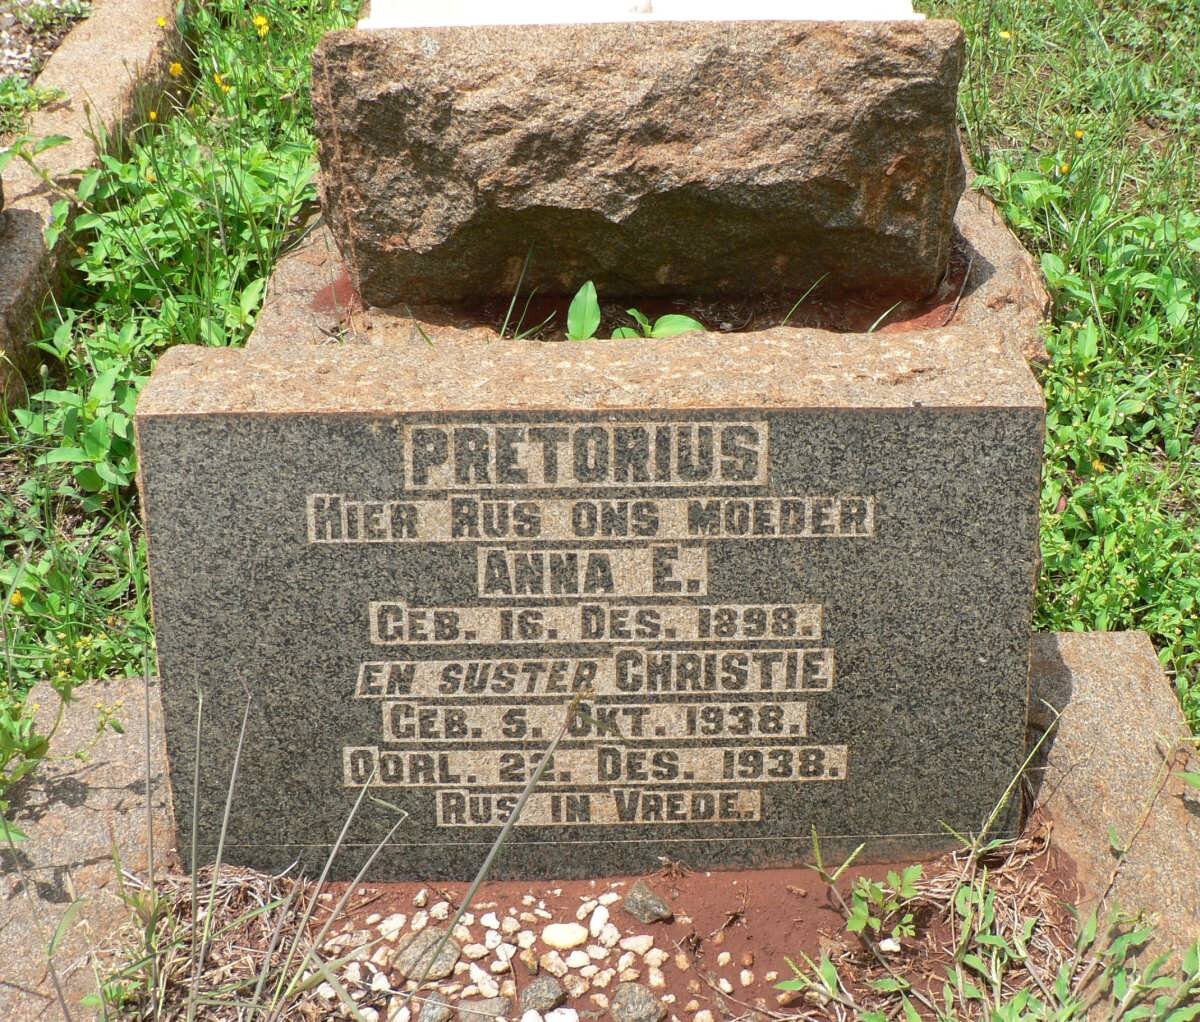 PRETORIUS
HIER RUS ONS MOEDER
ANNA E.
GEB. 16. DES. 1898.
EN SUSTER CHRISTIE
GEB. 5. OKT. 1938.
OORL. 22. DES. 1938.
RUS IN VREDE.